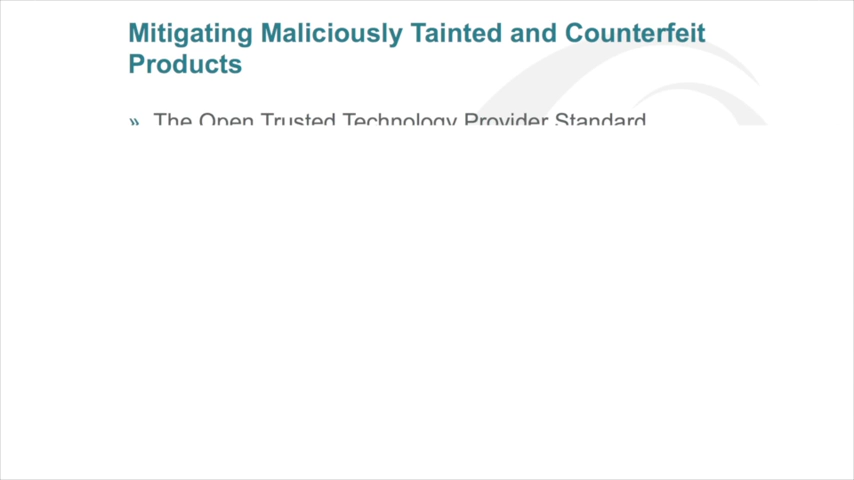 Mitigating Maliciously Tainted and Counterfeit
Products
» The Open Trusted Technology Provider Standard